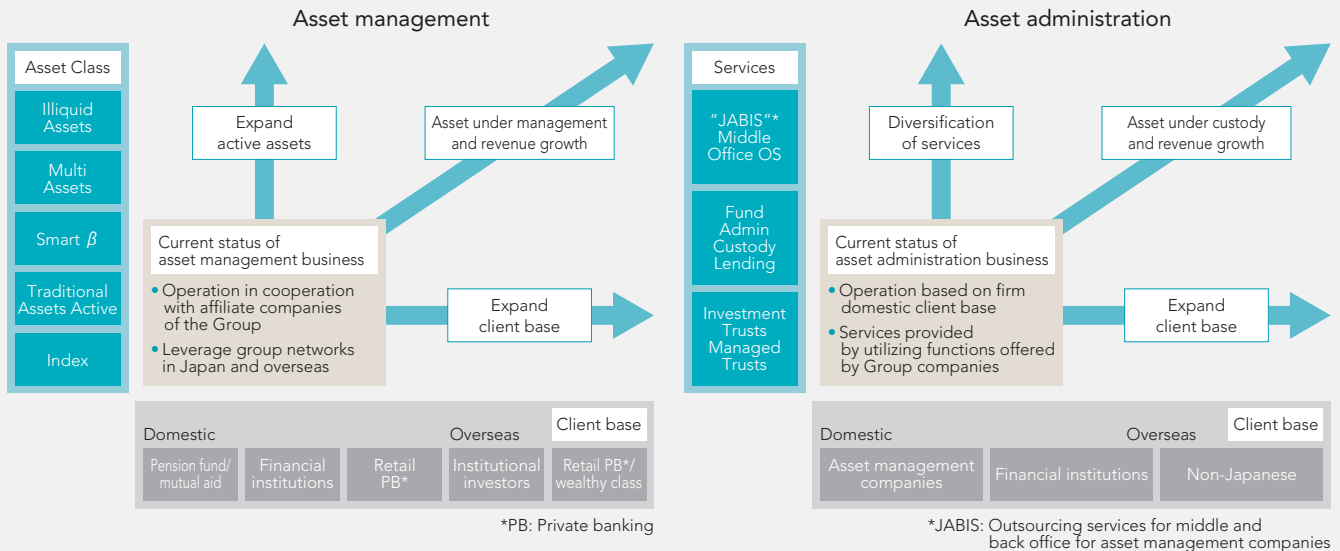 Asset management
Asset Class
Illiquid
Assets
Multi
Assets
Smart β
Traditional
Assets Active
Index
Expand
active assets
Asset under management
and revenue growth
Current status of
asset management business
• Operation in cooperation
with affiliate companies
of the Group
• Leverage group networks
in Japan and overseas
Expand
client base
Client base
Domestic
Overseas
Pension fund/
mutual aid
Financial
institutions
Retail
PB*
Institutional
investors
Retail PB*/
wealthy class
*PB: Private banking
Asset administration
Services
"JABIS"*
Middle
Office OS
Fund
Admin
Custody
Lending
Investment
Trusts
Managed
Trusts
Diversification
of services
Asset under custody
and revenue growth
Current status of
asset administration business
• Operation based on firm
domestic client base
• Services provided
by utilizing functions offered
by Group companies
Expand
client base
Client base
Domestic
Overseas
Asset management
companies
Financial institutions
Non-Japanese
*JABIS: Outsourcing services for middle and
back office for asset management companies